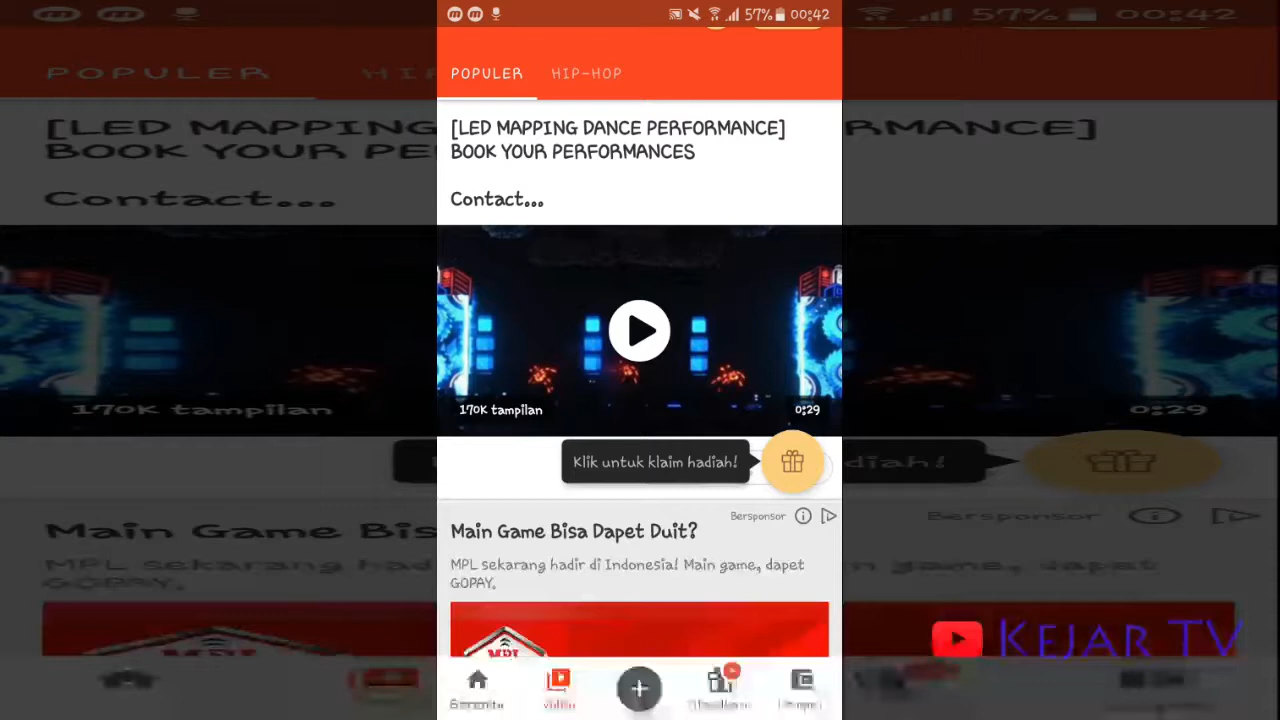 57% 00:42
POPULER HIP-HOP
[LED MAPPING DANCE PERFORMANCE]
BOOK YOUR PERFORMANCES
Contact...
170K tampilan
0:29
Klik untuk klaim hadiah!
Bersponsor
Main Game Bisa Dapet Duit?
MPL sekarang hadir di Indonesia! Main game, dapet
GOPAY.
MPL
KEJAR TV
Video